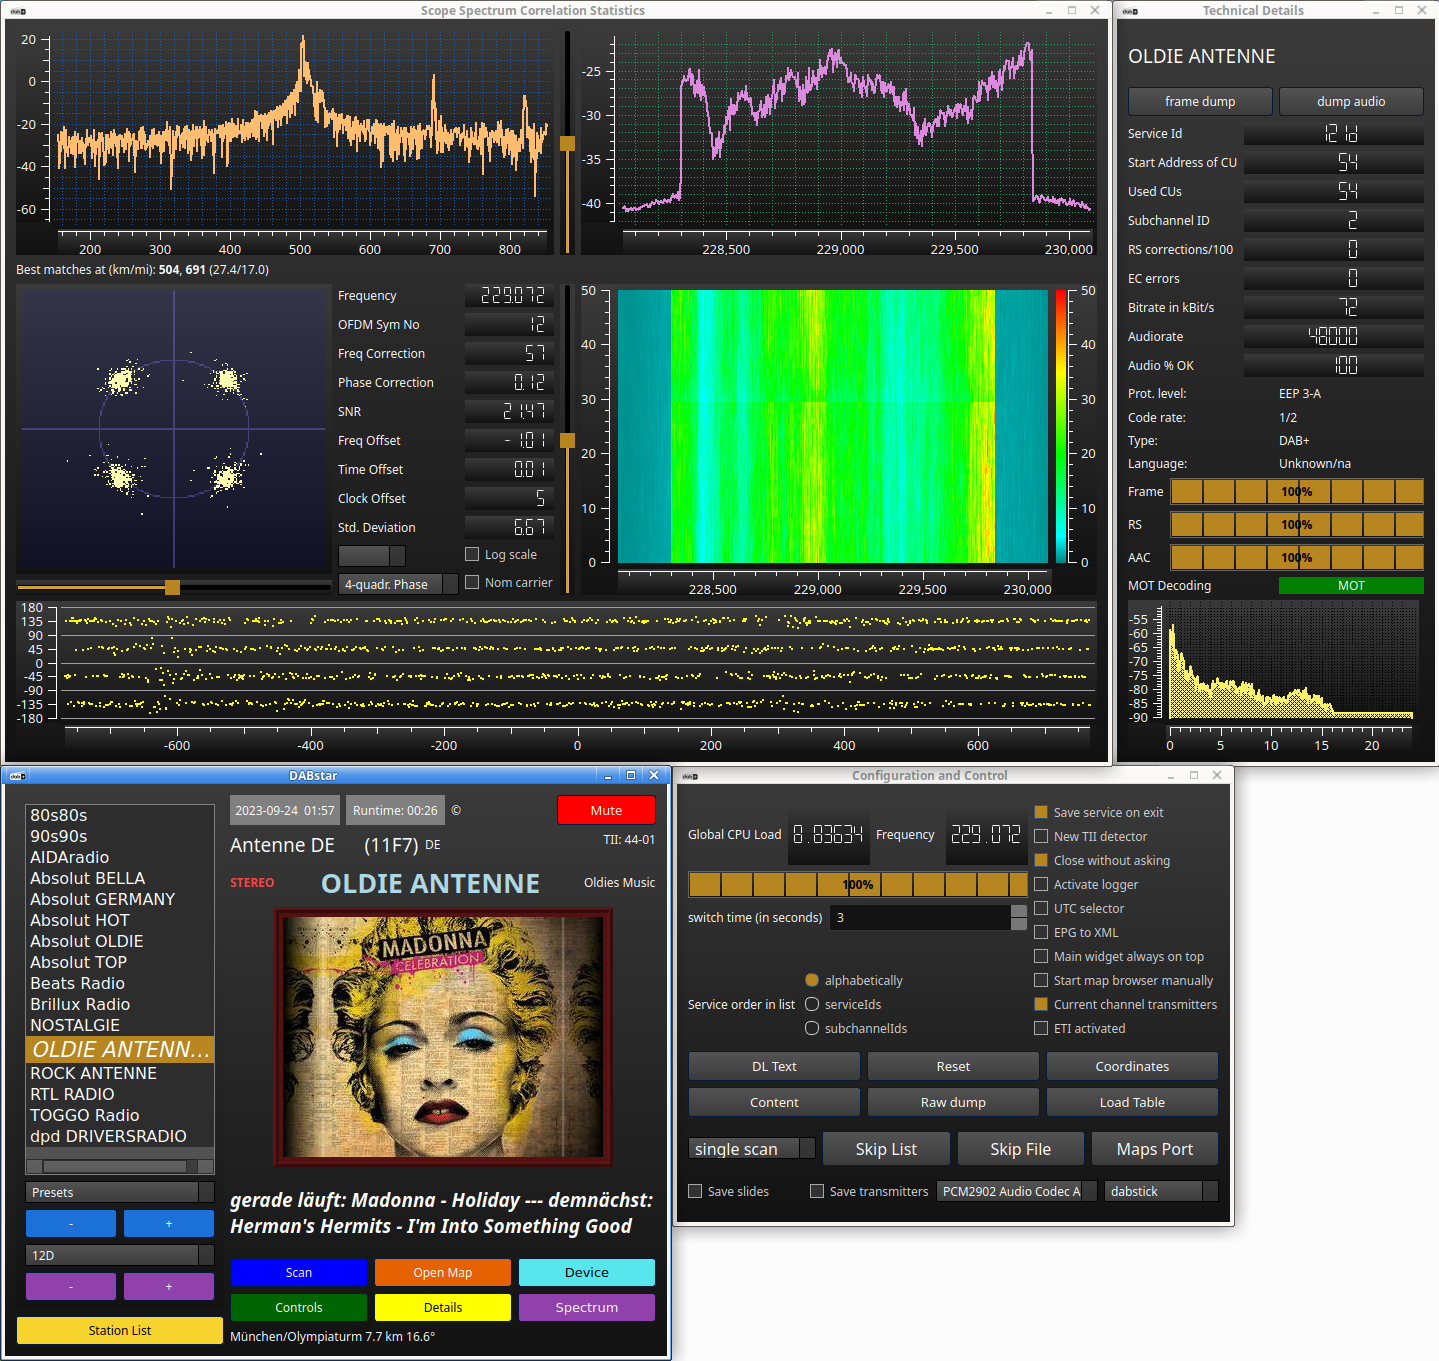 Scope Spectrum Correlation Statistics
20
0
-20
-40
-60
200 300 400 500 600 700 800
-25
-30
-35
-40
228,500 229,000 229,500 230,000
Best matches at (km/mi): 504, 691 (27.4/17.0)
Frequency 229.072
OFDM Sym No 12
Freq Correction 57
Phase Correction 0.12
SNR 21.47
Freq Offset -1.01
Time Offset 0.01
Clock Offset 5
Std. Deviation 6.67
Log scale
4-quadr. Phase
Nom carrier
50
40
30
20
10
0
228,500 229,000 229,500 230,000
50
40
30
20
10
0
180
135
90
45
0
-45
-90
-135
-180
-600 -400 -200 0 200 400 600
Technical Details
OLDIE ANTENNE
frame dump dump audio
Service Id 121d
Start Address of CU 54
Used CUs 54
Subchannel ID 2
RS corrections/100 0
EC errors 0
Bitrate in kBit/s 72
Audiorate 48000
Audio % OK 100
Prot. level: EEP 3-A
Code rate: 1/2
Type: DAB+
Language: Unknown/na
Frame 100%
RS 100%
AAC 100%
MOT Decoding MOT
-55
-60
-65
-70
-75
-80
-85
-90
0 5 10 15 20
DABstar
80s80s
90s90s
AIDAradio
Absolut BELLA
Absolut GERMANY
Absolut HOT
Absolut OLDIE
Absolut TOP
Beats Radio
Brillux Radio
NOSTALGIE
OLDIE ANTENN...
ROCK ANTENNE
RTL RADIO
TOGGO Radio
dpd DRIVERSRADIO
Presets
- +
12D
- +
Station List
2023-09-24 01:57 Runtime: 00:26 © Mute
Antenne DE (11F7) DE TII: 44-01
STEREO OLDIE ANTENNE Oldies Music
MADONNA
CELEBRATION
gerade läuft: Madonna - Holiday --- demnächst:
Herman's Hermits - I'm Into Something Good
Scan Open Map Device
Controls Details Spectrum
München/Olympiaturm 7.7 km 16.6°
Configuration and Control
Global CPU Load 8.83634 Frequency 229.072
100%
switch time (in seconds) 3
Service order in list
alphabetically
serviceIds
subchannelIds
Save service on exit
New TII detector
Close without asking
Activate logger
UTC selector
EPG to XML
Main widget always on top
Start map browser manually
Current channel transmitters
ETI activated
DL Text Reset Coordinates
Content Raw dump Load Table
single scan Skip List Skip File Maps Port
Save slides Save transmitters PCM2902 Audio Codec A dabstick